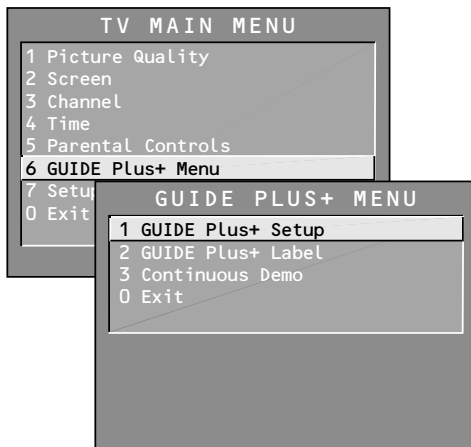 TV MAIN MENU
1 Picture Quality
2 Screen
3 Channel
4 Time
5 Parental Controls
6 GUIDE Plus+ Menu
7 Setup
0 Exit
GUIDE PLUS+ MENU
1 GUIDE Plus+ Setup
2 GUIDE Plus+ Label
3 Continuous Demo
0 Exit